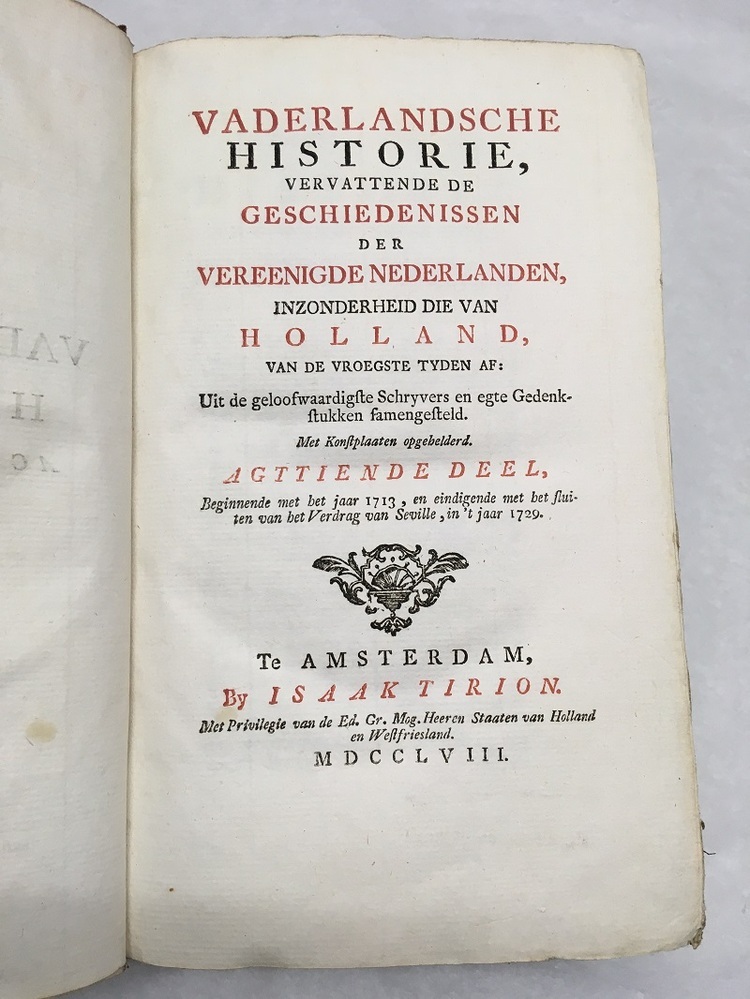 VADERLANDSCHE
HISTORIE,
VERVATTENDE DE
GESCHIEDENISSEN
DER
VEREENIGDE NEDERLANDEN,
INZONDERHEID DIE VAN
HOLLAND,
VAN DE VROEGSTE TYDEN AF:
Uit de geloofwaardigſte Schryvers en egte Gedenk-
ſtukken ſamengeſteld.
Met Konſtplaaten opgehelderd.
AGTTIENDE DEEL,
Beginnende met het jaar 1713, en eindigende met het ſlui-
ten van het Verdrag van Seville, in 't jaar 1729.
Te AMSTERDAM,
By ISAAK TIRION.
Met Privilegie van de Ed. Gr. Mog. Heeren Staaten van Holland
en Weſtfriesland.
MDCCLVIII.